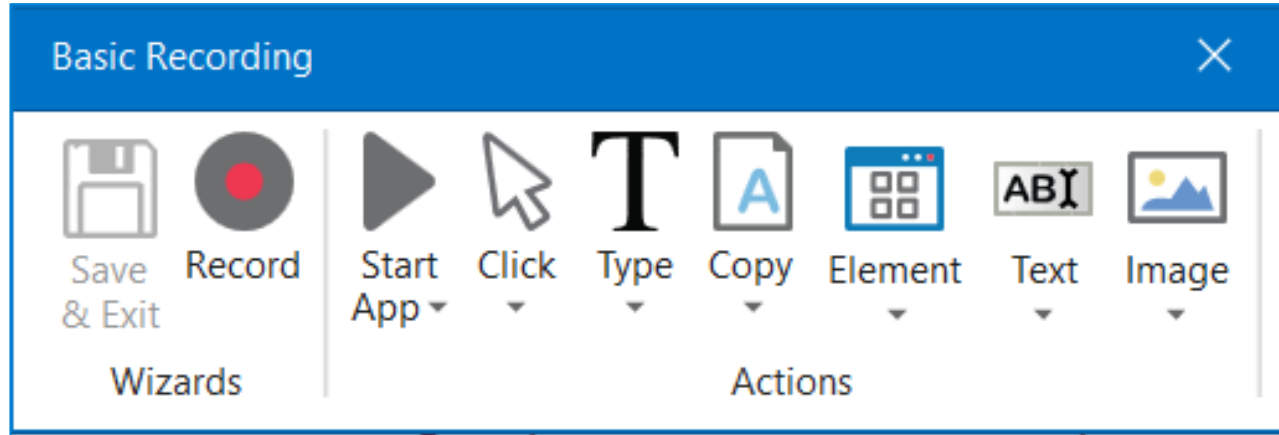 Basic Recording
Save
& Exit
Record
Start
App
Click
Type
Copy
Element
Text
Image
A
ABI
Wizards
Actions